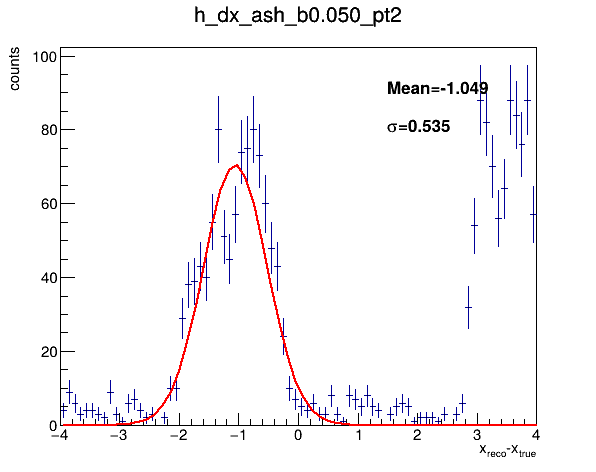 h_dx_ash_b0.050_pt2
counts
100
80
60
40
20
0
Mean=-1.049
σ=0.535
−4 −3 −2 −1 0 1 2 3 4
x_reco-x_true